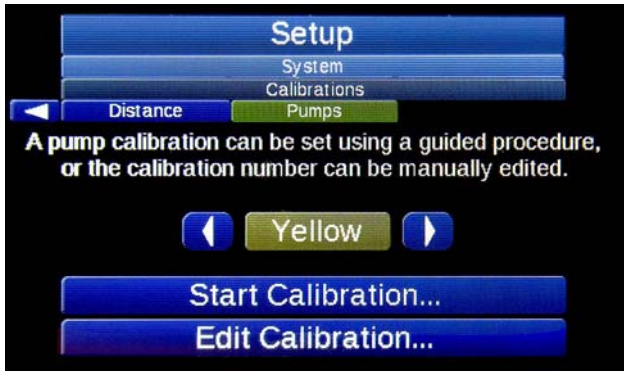 Setup
System
Calibrations
Distance Pumps
A pump calibration can be set using a guided procedure,
or the calibration number can be manually edited.
Yellow
Start Calibration...
Edit Calibration...